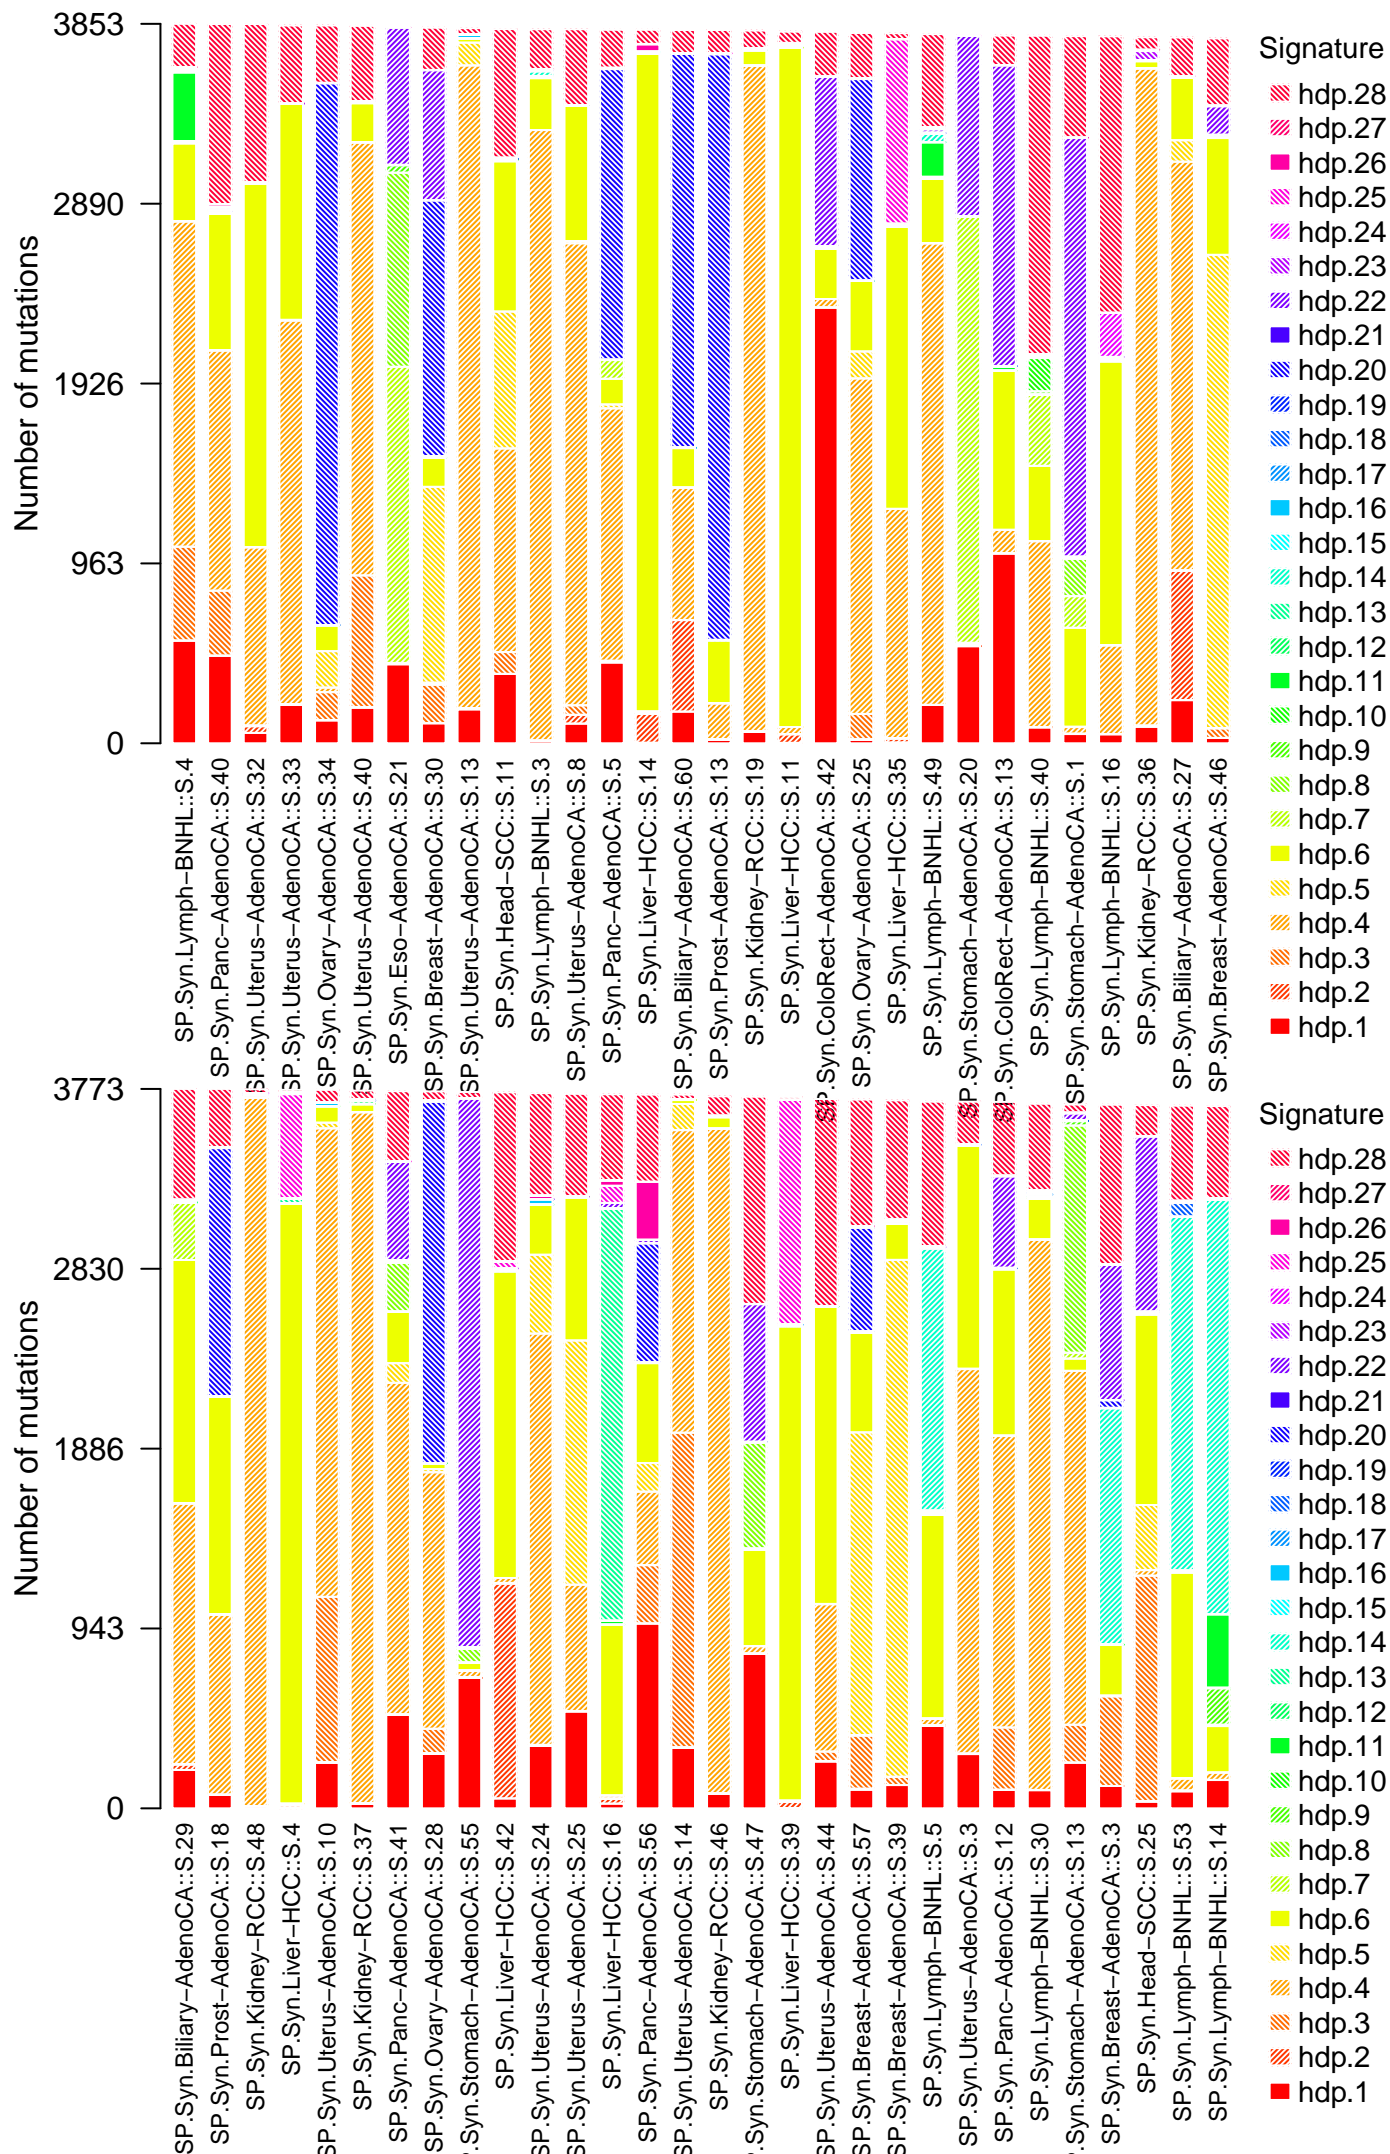 Number of mutations
3853
2890
1926
963
0
SP.Syn.Lymph−BNHL::S.4
SP.Syn.Panc−AdenoCA::S.40
SP.Syn.Uterus−AdenoCA::S.32
SP.Syn.Uterus−AdenoCA::S.33
SP.Syn.Ovary−AdenoCA::S.34
SP.Syn.Uterus−AdenoCA::S.40
SP.Syn.Eso−AdenoCA::S.21
SP.Syn.Breast−AdenoCA::S.30
SP.Syn.Uterus−AdenoCA::S.13
SP.Syn.Head−SCC::S.11
SP.Syn.Lymph−BNHL::S.3
SP.Syn.Uterus−AdenoCA::S.8
SP.Syn.Panc−AdenoCA::S.5
SP.Syn.Liver−HCC::S.14
SP.Syn.Biliary−AdenoCA::S.60
SP.Syn.Prost−AdenoCA::S.13
SP.Syn.Kidney−RCC::S.19
SP.Syn.Liver−HCC::S.11
SP.Syn.ColoRect−AdenoCA::S.42
SP.Syn.Ovary−AdenoCA::S.25
SP.Syn.Liver−HCC::S.35
SP.Syn.Lymph−BNHL::S.49
SP.Syn.Stomach−AdenoCA::S.20
SP.Syn.ColoRect−AdenoCA::S.13
SP.Syn.Lymph−BNHL::S.40
SP.Syn.Stomach−AdenoCA::S.1
SP.Syn.Lymph−BNHL::S.16
SP.Syn.Kidney−RCC::S.36
SP.Syn.Biliary−AdenoCA::S.27
SP.Syn.Breast−AdenoCA::S.46
Signature
hdp.28
hdp.27
hdp.26
hdp.25
hdp.24
hdp.23
hdp.22
hdp.21
hdp.20
hdp.19
hdp.18
hdp.17
hdp.16
hdp.15
hdp.14
hdp.13
hdp.12
hdp.11
hdp.10
hdp.9
hdp.8
hdp.7
hdp.6
hdp.5
hdp.4
hdp.3
hdp.2
hdp.1
Number of mutations
3773
2830
1886
943
0
SP.Syn.Biliary−AdenoCA::S.29
SP.Syn.Prost−AdenoCA::S.18
SP.Syn.Kidney−RCC::S.48
SP.Syn.Liver−HCC::S.4
SP.Syn.Uterus−AdenoCA::S.10
SP.Syn.Kidney−RCC::S.37
SP.Syn.Panc−AdenoCA::S.41
SP.Syn.Ovary−AdenoCA::S.28
.Syn.Stomach−AdenoCA::S.55
SP.Syn.Liver−HCC::S.42
SP.Syn.Uterus−AdenoCA::S.24
SP.Syn.Uterus−AdenoCA::S.25
SP.Syn.Liver−HCC::S.16
SP.Syn.Panc−AdenoCA::S.56
SP.Syn.Uterus−AdenoCA::S.14
SP.Syn.Kidney−RCC::S.46
.Syn.Stomach−AdenoCA::S.47
SP.Syn.Liver−HCC::S.39
SP.Syn.Uterus−AdenoCA::S.44
SP.Syn.Breast−AdenoCA::S.57
SP.Syn.Breast−AdenoCA::S.39
SP.Syn.Lymph−BNHL::S.5
SP.Syn.Uterus−AdenoCA::S.3
SP.Syn.Panc−AdenoCA::S.12
SP.Syn.Lymph−BNHL::S.30
.Syn.Stomach−AdenoCA::S.13
SP.Syn.Breast−AdenoCA::S.3
SP.Syn.Head−SCC::S.25
SP.Syn.Lymph−BNHL::S.53
SP.Syn.Lymph−BNHL::S.14
Signature
hdp.28
hdp.27
hdp.26
hdp.25
hdp.24
hdp.23
hdp.22
hdp.21
hdp.20
hdp.19
hdp.18
hdp.17
hdp.16
hdp.15
hdp.14
hdp.13
hdp.12
hdp.11
hdp.10
hdp.9
hdp.8
hdp.7
hdp.6
hdp.5
hdp.4
hdp.3
hdp.2
hdp.1